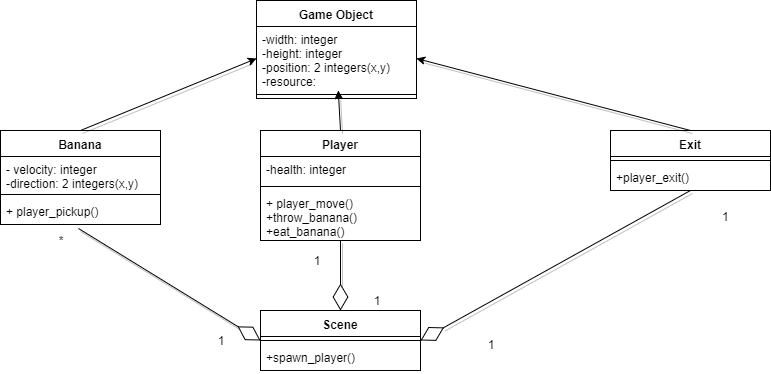 Game Object
-width: integer
-height: integer
-position: 2 integers(x,y)
-resource:
Banana
- velocity: integer
-direction: 2 integers(x,y)
+ player_pickup()
Player
-health: integer
+ player_move()
+throw_banana()
+eat_banana()
Exit
+player_exit()
*
1
1
1
1
1
Scene
+spawn_player()